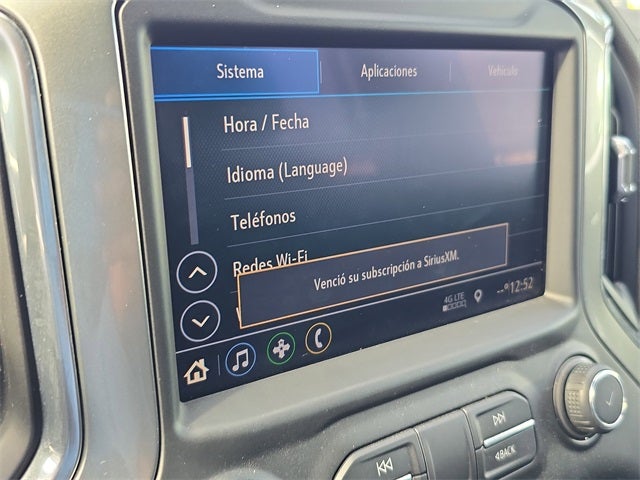 Sistema
Aplicaciones
Vehículo
Hora / Fecha
Idioma (Language)
Teléfonos
Redes Wi-Fi
Venció su subscripción a SiriusXM.
4G LTE
--° 12:52
BACK